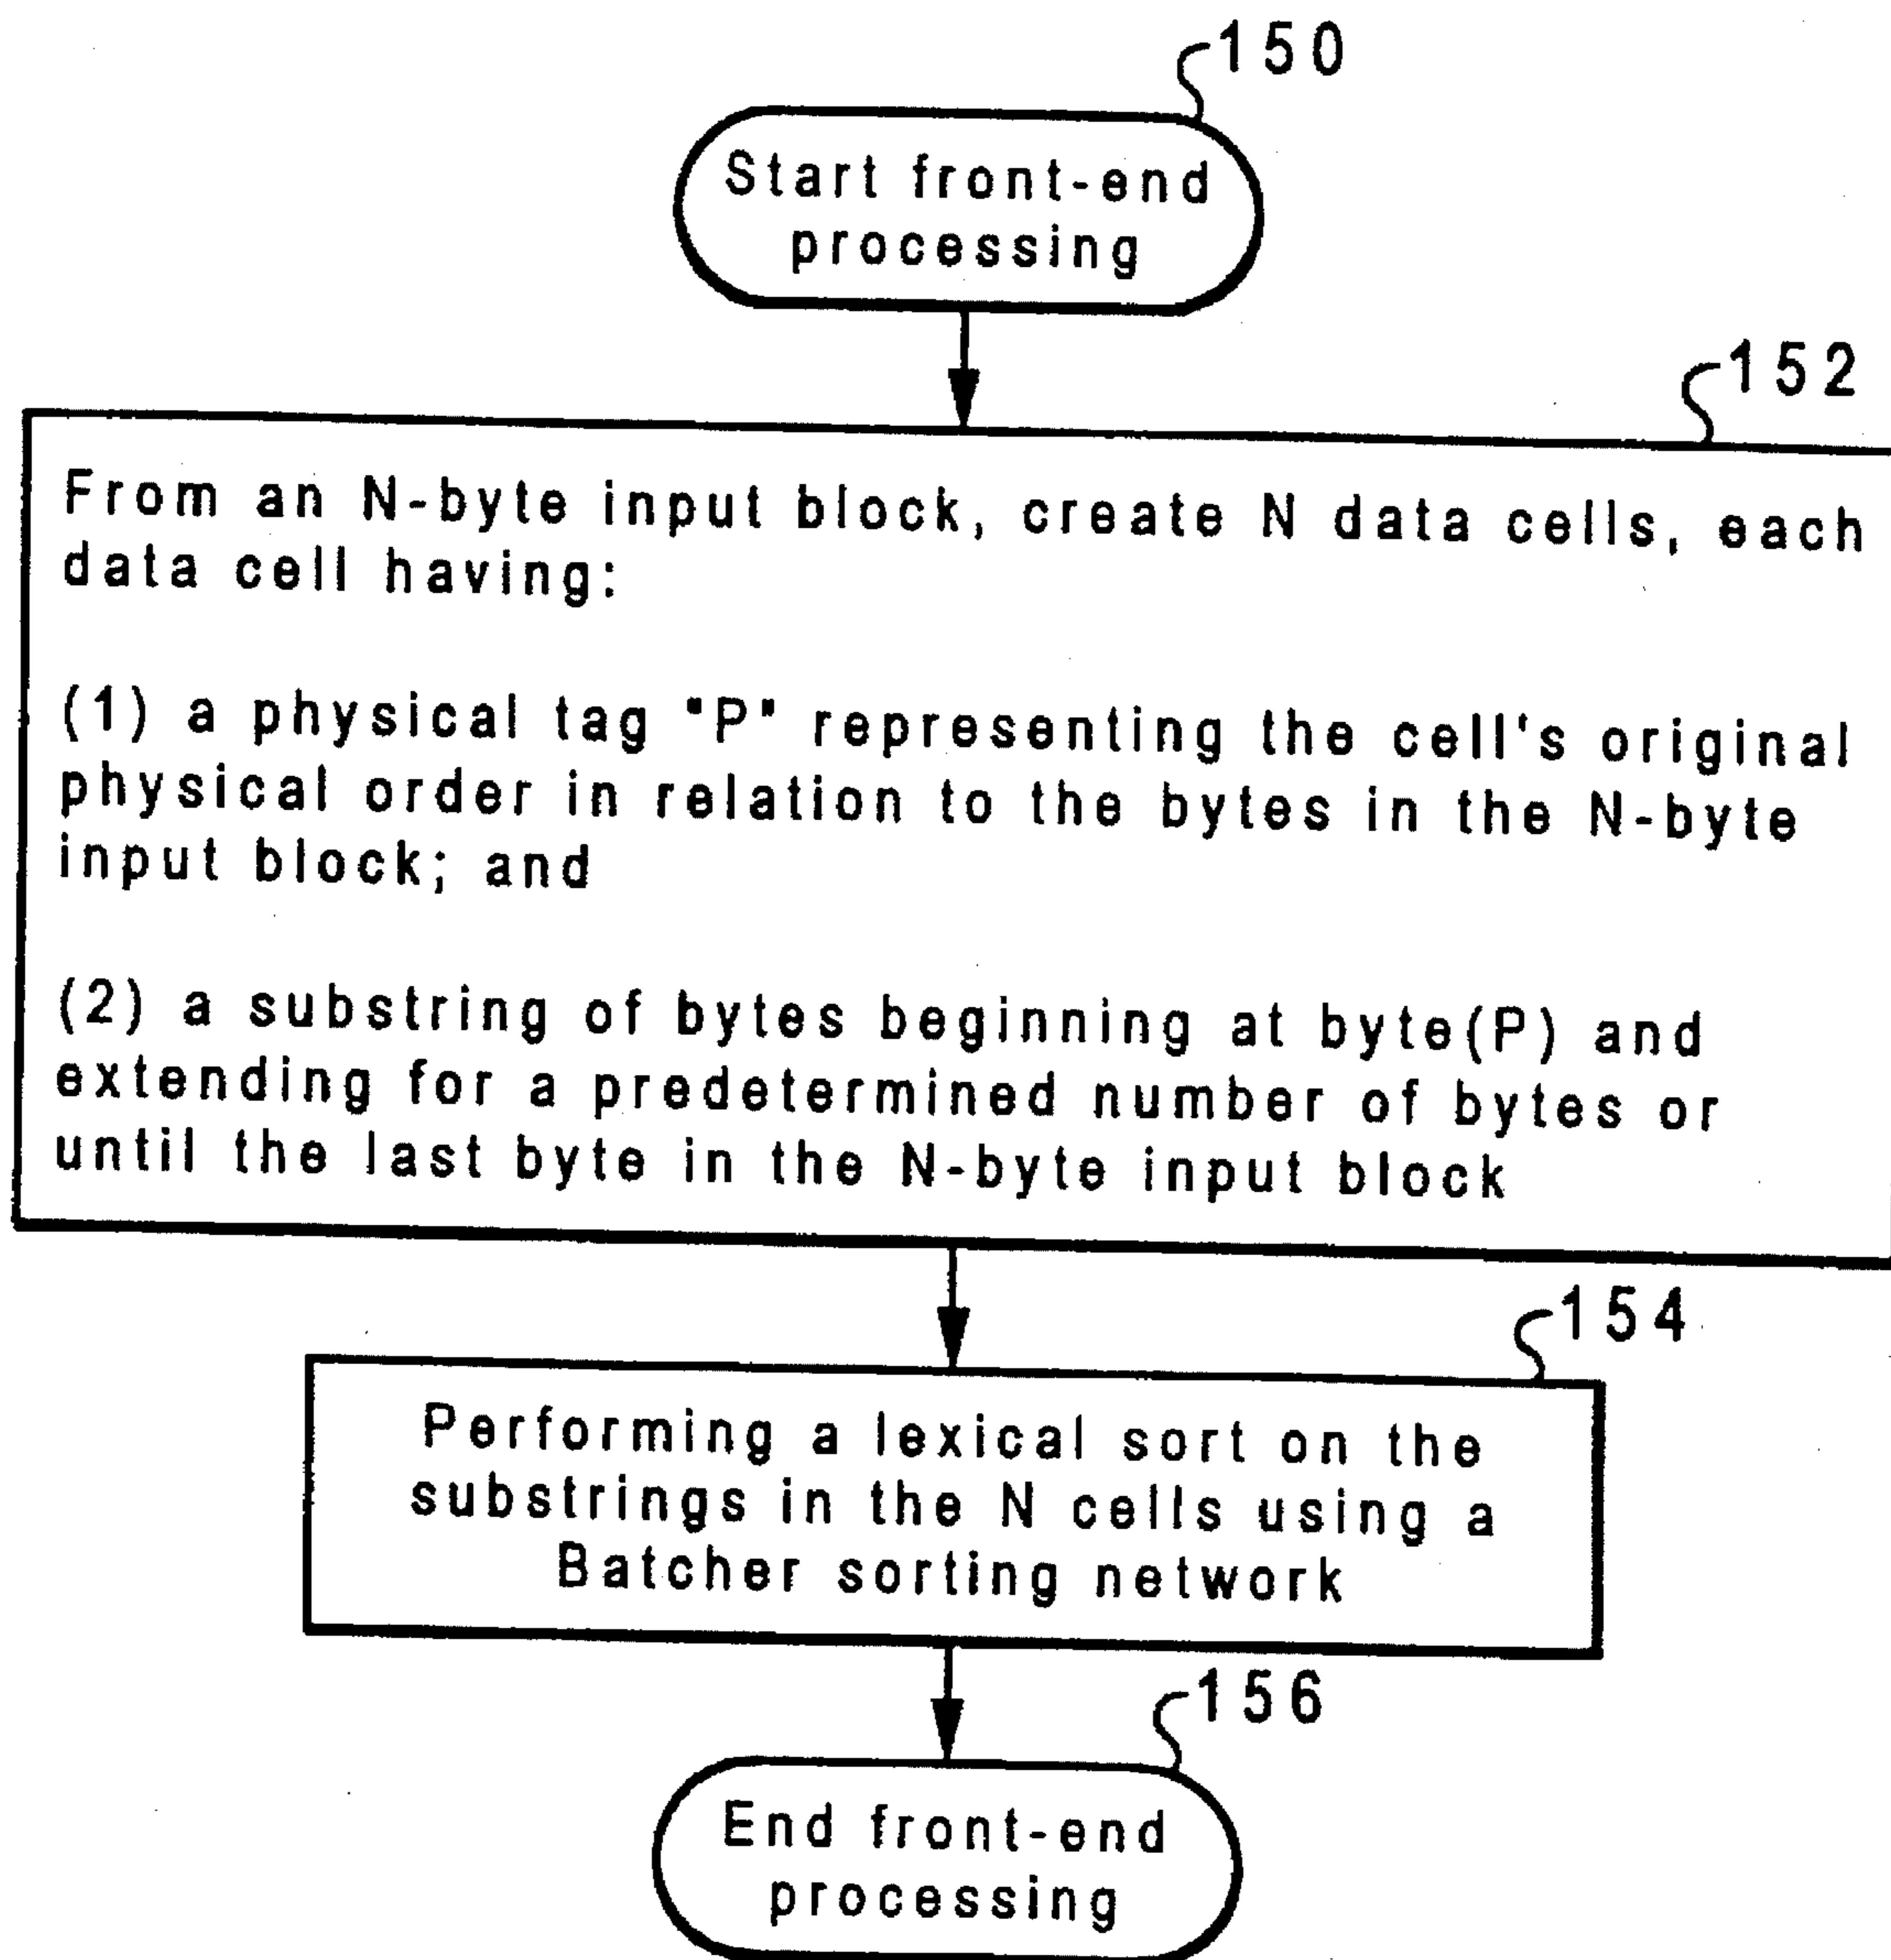 150
Start front-end
processing
152
From an N-byte input block, create N data cells, each
data cell having:
(1) a physical tag "P" representing the cell's original
physical order in relation to the bytes in the N-byte
input block; and
(2) a substring of bytes beginning at byte(P) and
extending for a predetermined number of bytes or
until the last byte in the N-byte input block
154
Performing a lexical sort on the
substrings in the N cells using a
Batcher sorting network
156
End front-end
processing